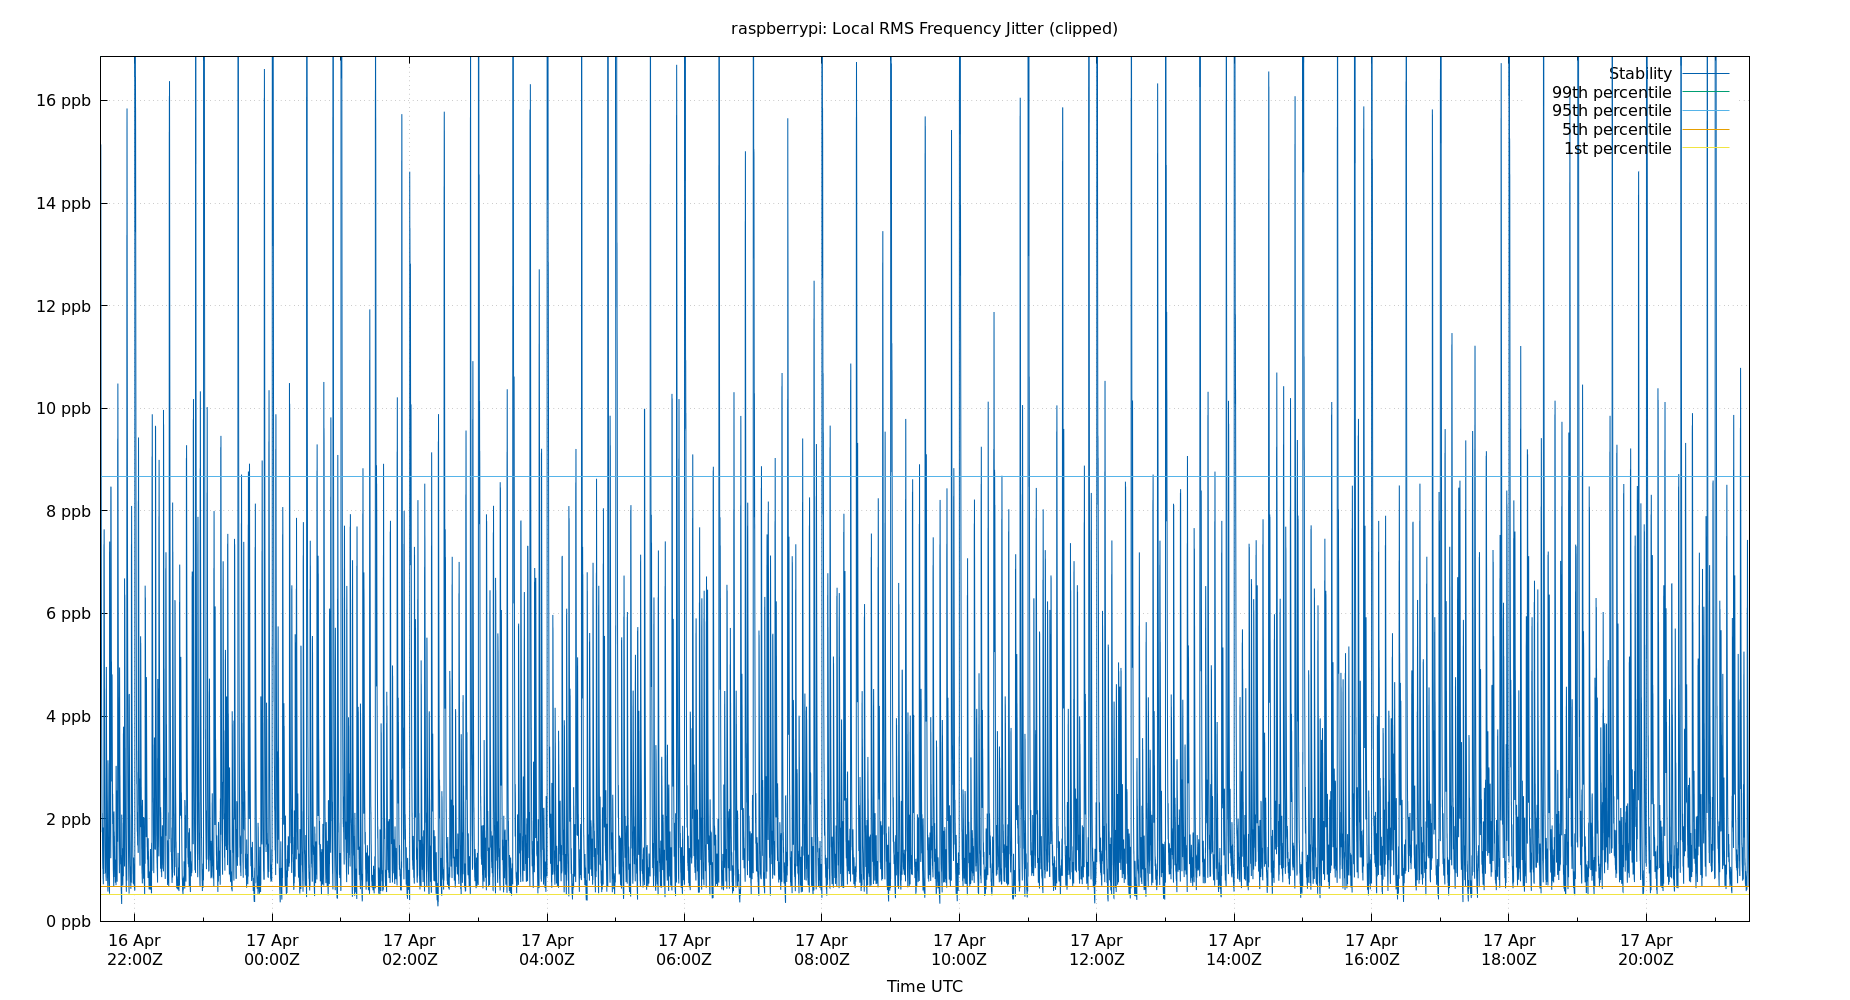 raspberrypi: Local RMS Frequency Jitter (clipped)
Stability
99th percentile
95th percentile
5th percentile
1st percentile
16 ppb
14 ppb
12 ppb
10 ppb
8 ppb
6 ppb
4 ppb
2 ppb
0 ppb
16 Apr 17 Apr 17 Apr 17 Apr 17 Apr 17 Apr 17 Apr 17 Apr 17 Apr 17 Apr 17 Apr 17 Apr
22:00Z 00:00Z 02:00Z 04:00Z 06:00Z 08:00Z 10:00Z 12:00Z 14:00Z 16:00Z 18:00Z 20:00Z
Time UTC